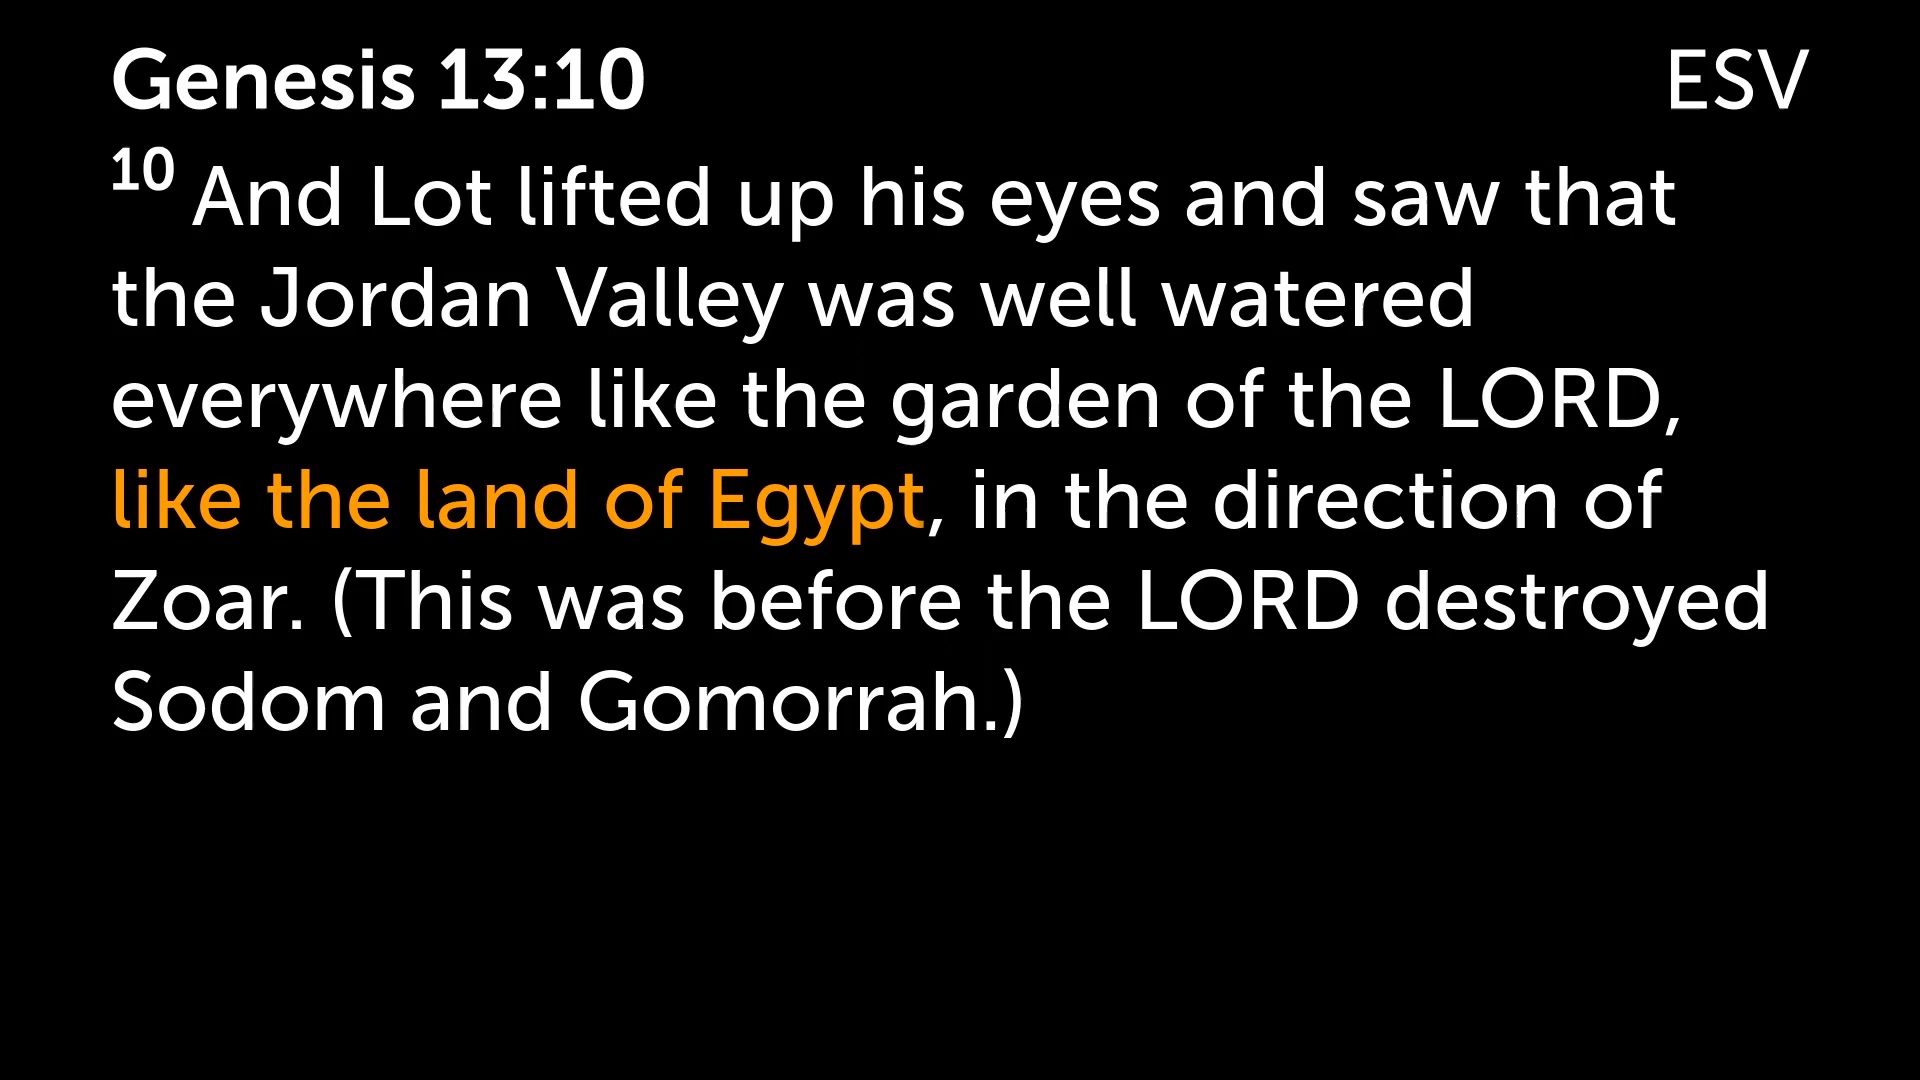 Genesis 13:10 ESV
10 And Lot lifted up his eyes and saw that
the Jordan Valley was well watered
everywhere like the garden of the LORD,
like the land of Egypt, in the direction of
Zoar. (This was before the LORD destroyed
Sodom and Gomorrah.)